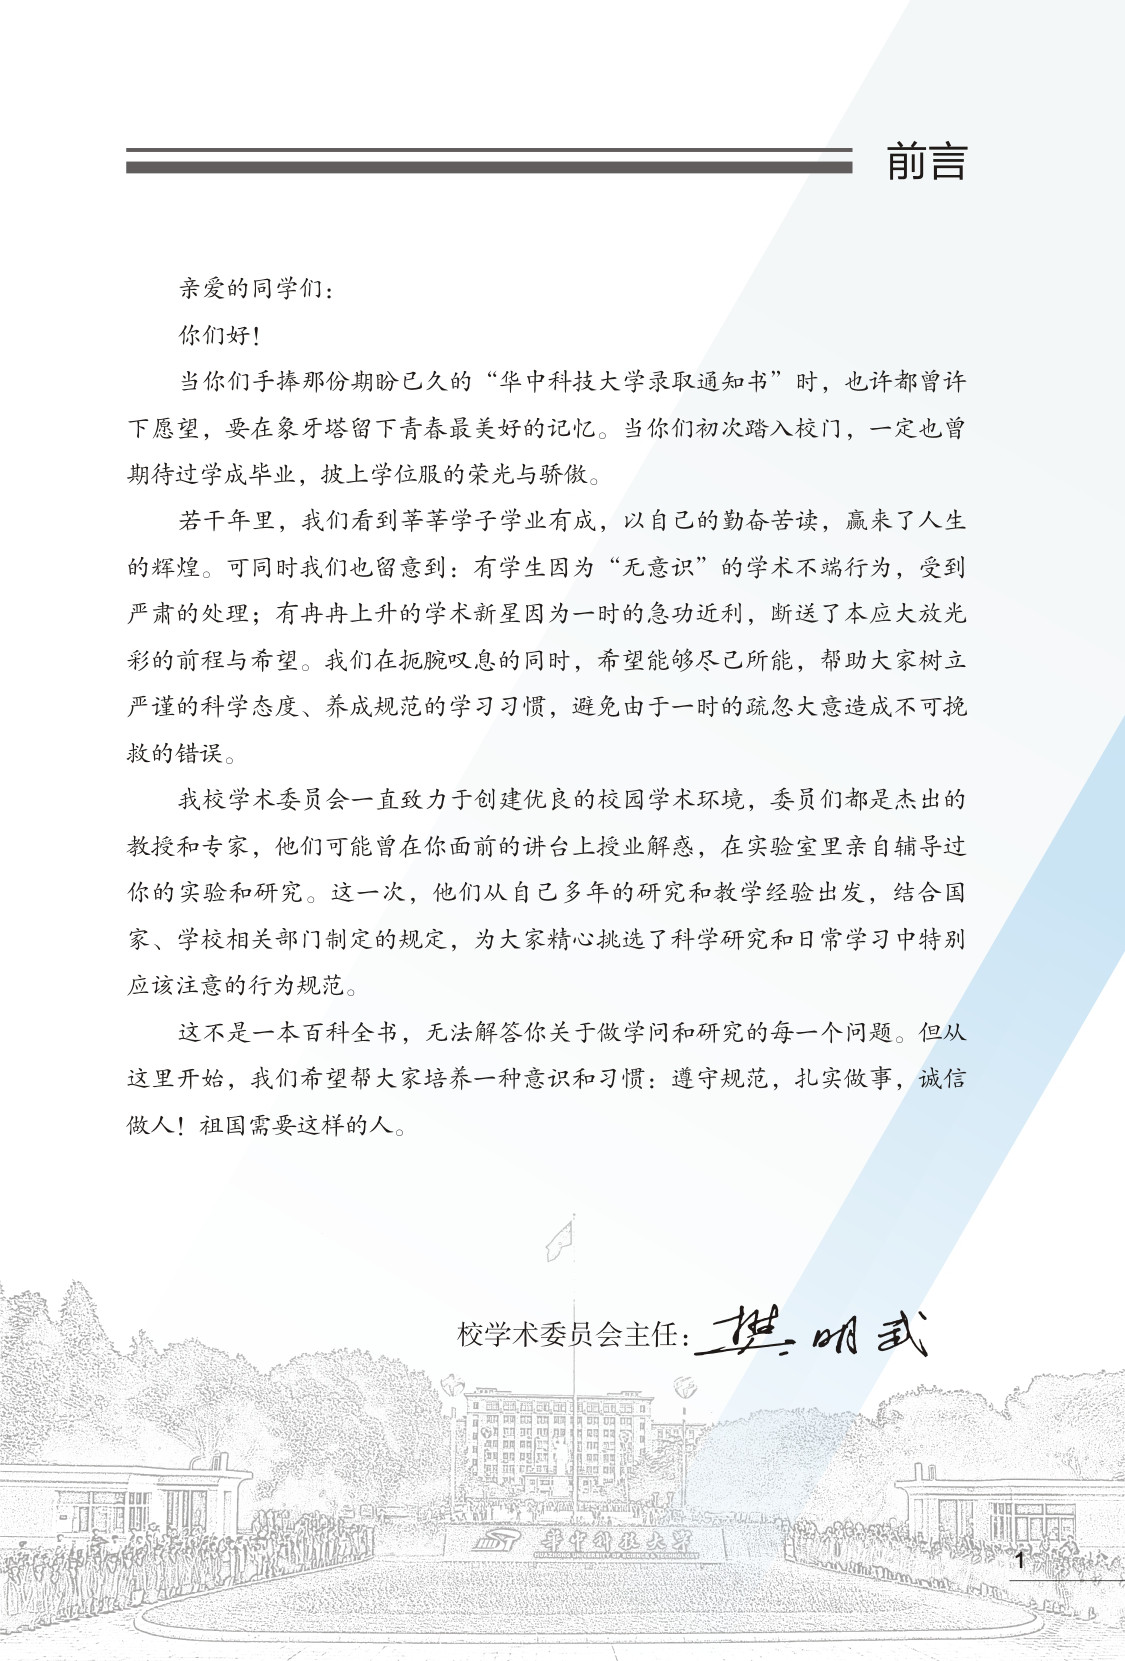 前言
亲爱的同学们：
你们好！
当你们手捧那份期盼已久的“华中科技大学录取通知书”时，也许都曾许
下愿望，要在象牙塔留下青春最美好的记忆。当你们初次踏入校门，一定也曾
期待过学成毕业，披上学位服的荣光与骄傲。
若干年里，我们看到莘莘学子学业有成，以自己的勤奋苦读，赢来了人生
的辉煌。可同时我们也留意到：有学生因为“无意识”的学术不端行为，受到
严肃的处理；有冉冉上升的学术新星因为一时的急功近利，断送了本应大放光
彩的前程与希望。我们在扼腕叹息的同时，希望能够尽己所能，帮助大家树立
严谨的科学态度、养成规范的学习习惯，避免由于一时的疏忽大意造成不可挽
救的错误。
我校学术委员会一直致力于创建优良的校园学术环境，委员们都是杰出的
教授和专家，他们可能曾在你面前的讲台上授业解惑，在实验室里亲自辅导过
你的实验和研究。这一次，他们从自己多年的研究和教学经验出发，结合国
家、学校相关部门制定的规定，为大家精心挑选了科学研究和日常学习中特别
应该注意的行为规范。
这不是一本百科全书，无法解答你关于做学问和研究的每一个问题。但从
这里开始，我们希望帮大家培养一种意识和习惯：遵守规范，扎实做事，诚信
做人！祖国需要这样的人。
校学术委员会主任：樊明武
华中科技大学
HUAZHONG UNIVERSITY OF SCIENCE & TECHNOLOGY
1